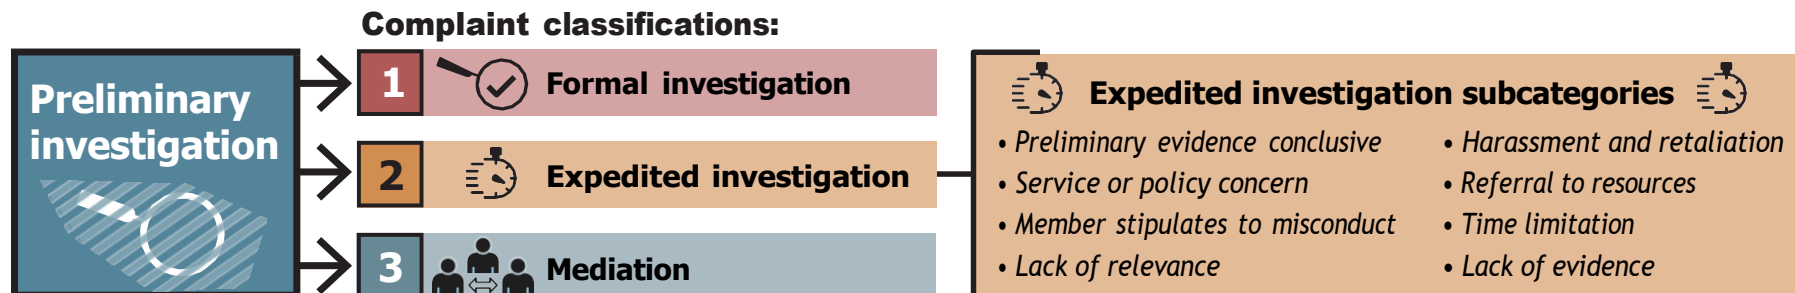 Complaint classifications:
Preliminary
investigation
1 Formal investigation
2 Expedited investigation
3 Mediation
Expedited investigation subcategories
• Preliminary evidence conclusive
• Service or policy concern
• Member stipulates to misconduct
• Lack of relevance
• Harassment and retaliation
• Referral to resources
• Time limitation
• Lack of evidence